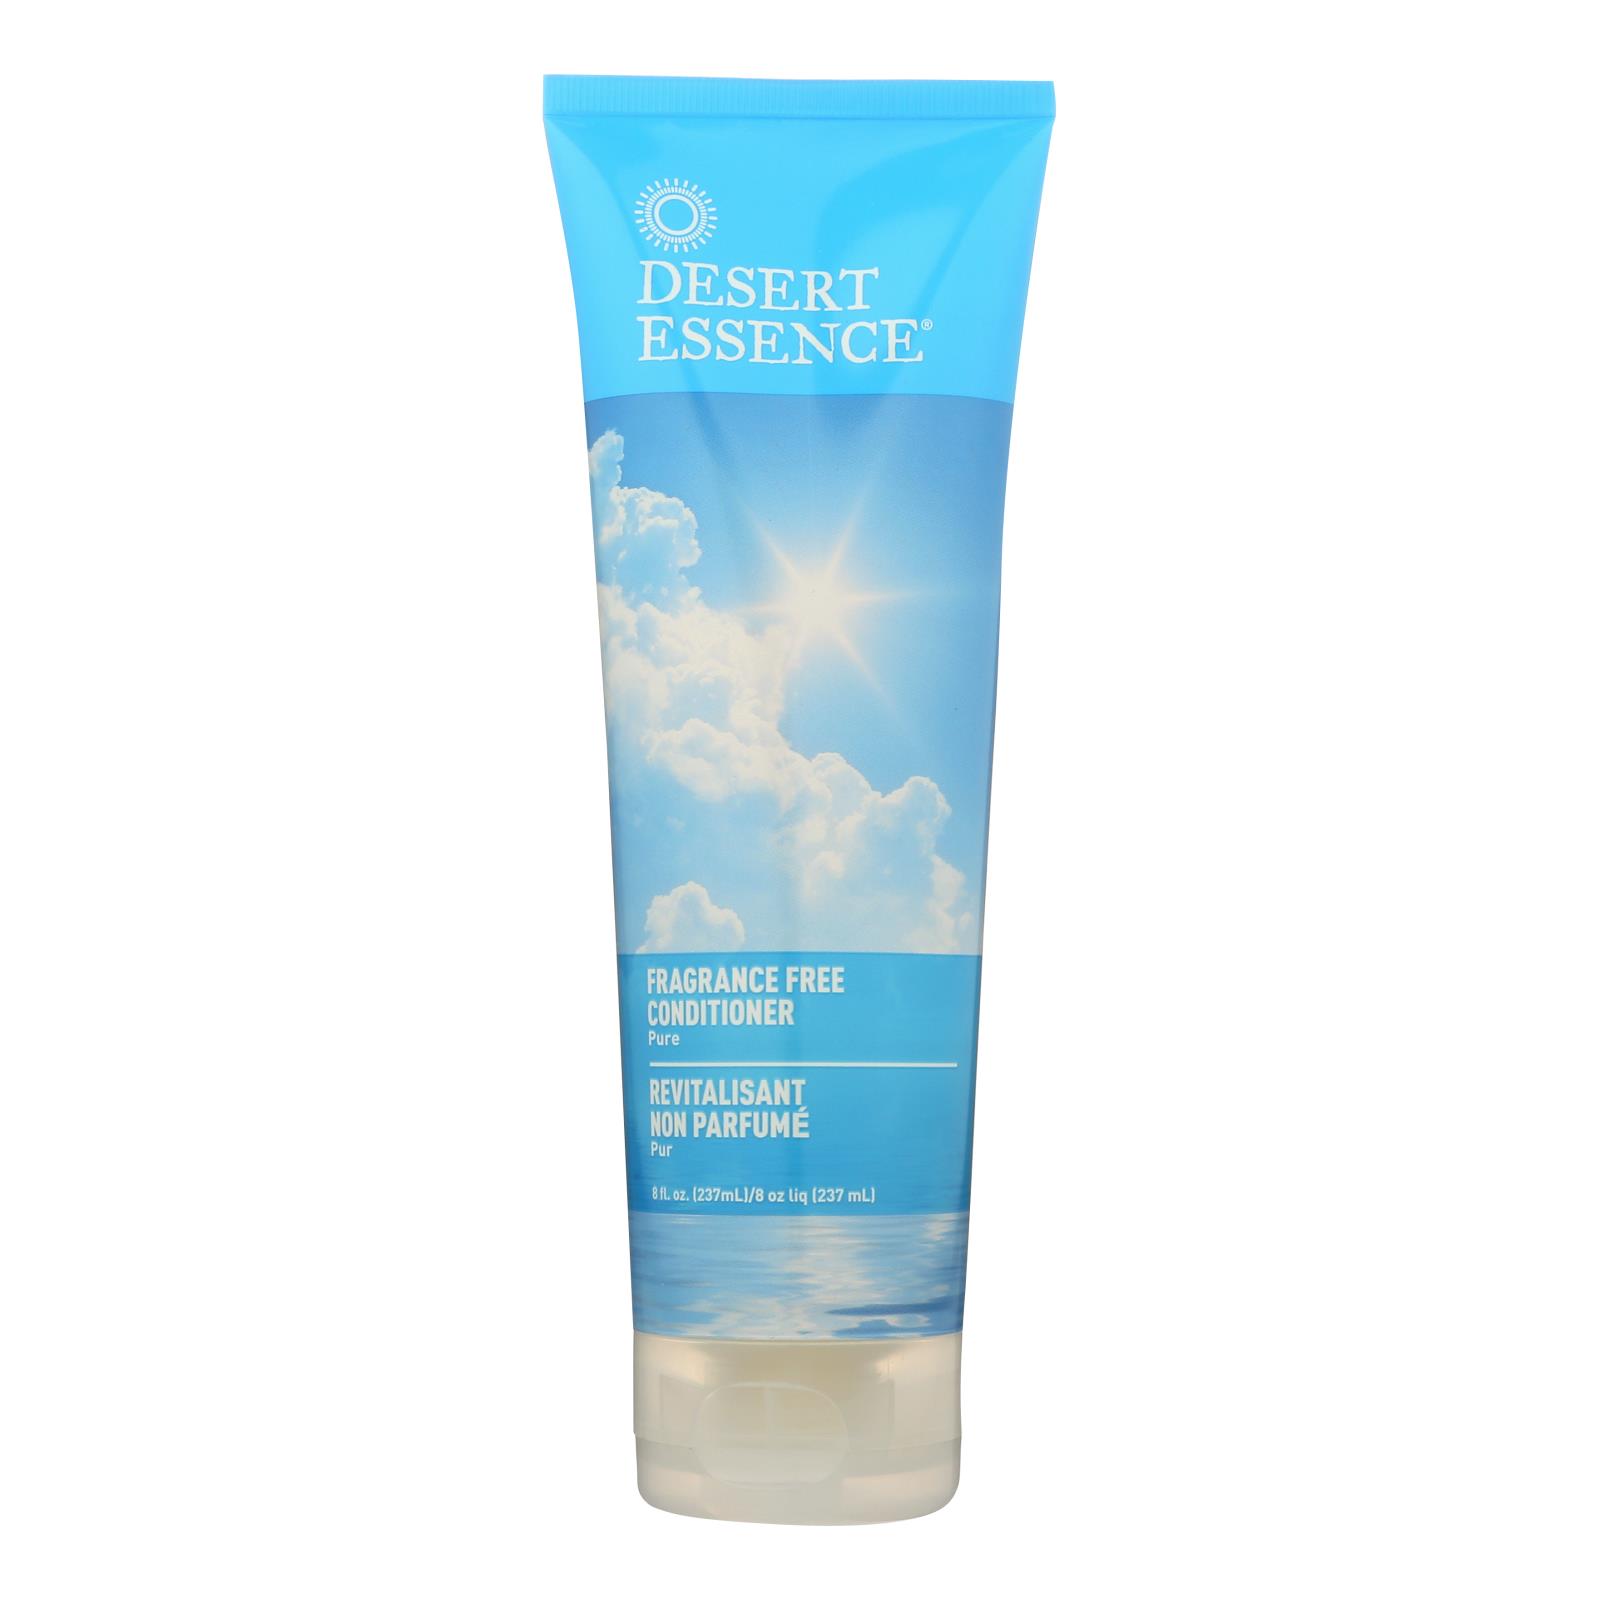 DESERT
ESSENCE®
FRAGRANCE FREE
CONDITIONER
Pure
REVITALISANT
NON PARFUMÉ
Pur
8 fl. oz. (237mL)/8 oz liq (237 mL)